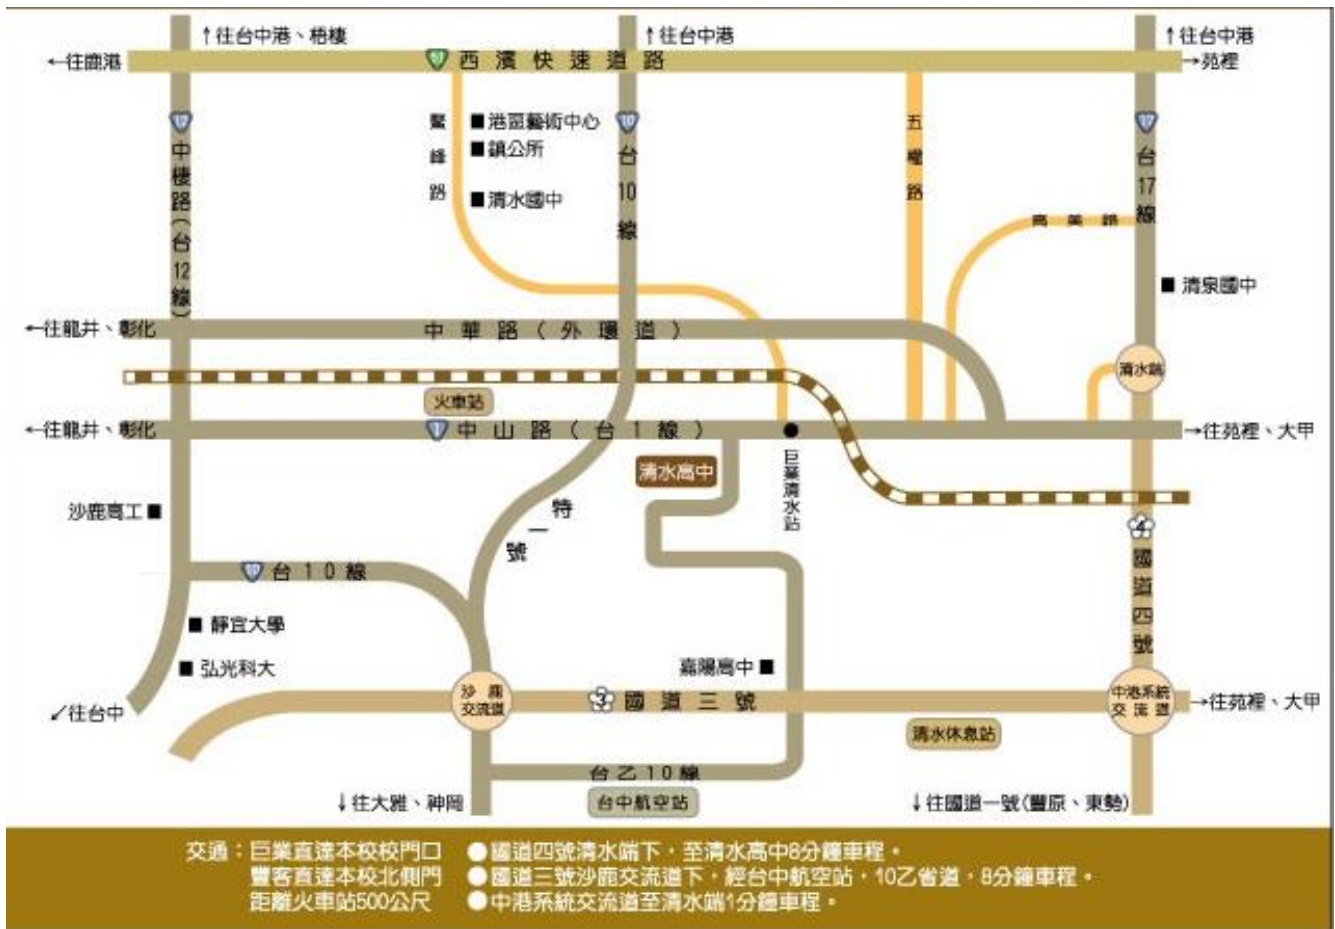 ↑往台中港、梧棲
↑往台中港
↑往台中港
←往鹿港
西濱快速道路
→苑裡
12
鰲峰路
■港區藝術中心
■鎮公所
■清水國中
10
台10線
五權路
17
台17線
中棲路(台12線)
高美路
■清泉國中
←往龍井、彰化
中華路(外環道)
清水端
火車站
←往龍井、彰化
1
中山路(台1線)
→往苑裡、大甲
清水高中
巨業清水站
沙鹿高工■
特一號
4
國道四號
10
台10線
■靜宜大學
■弘光科大
嘉陽高中■
↙往台中
沙鹿
交流道
3
國道三號
中港系統
交流道
→往苑裡、大甲
清水休息站
台乙10線
台中航空站
↓往大雅、神岡
↓往國道一號(豐原、東勢)
交通：巨業直達本校校門口
豐客直達本校北側門
距離火車站500公尺
●國道四號清水端下，至清水高中8分鐘車程。
●國道三號沙鹿交流道下，經台中航空站，10乙省道，8分鐘車程。
●中港系統交流道至清水端1分鐘車程。